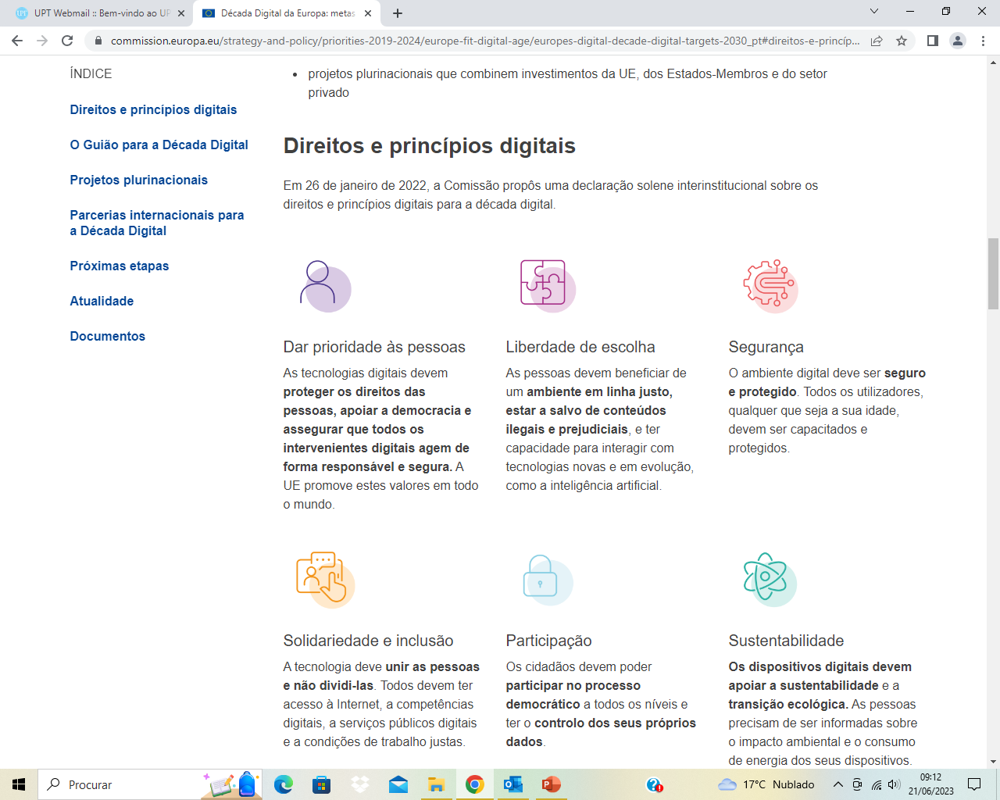 UPT Webmail :: Bem-vindo ao UP
Década Digital da Europa: metas
commission.europa.eu/strategy-and-policy/priorities-2019-2024/europe-fit-digital-age/europes-digital-decade-digital-targets-2030_pt#direitos-e-princíp...
ÍNDICE
Direitos e princípios digitais
O Guião para a Década Digital
Projetos plurinacionais
Parcerias internacionais para
a Década Digital
Próximas etapas
Atualidade
Documentos
• projetos plurinacionais que combinem investimentos da UE, dos Estados-Membros e do setor
privado
Direitos e princípios digitais
Em 26 de janeiro de 2022, a Comissão propôs uma declaração solene interinstitucional sobre os
direitos e princípios digitais para a década digital.
Dar prioridade às pessoas
As tecnologias digitais devem
proteger os direitos das
pessoas, apoiar a democracia e
assegurar que todos os
intervenientes digitais agem de
forma responsável e segura. A
UE promove estes valores em todo
o mundo.
Liberdade de escolha
As pessoas devem beneficiar de
um ambiente em linha justo,
estar a salvo de conteúdos
ilegais e prejudiciais, e ter
capacidade para interagir com
tecnologias novas e em evolução,
como a inteligência artificial.
Segurança
O ambiente digital deve ser seguro
e protegido. Todos os utilizadores,
qualquer que seja a sua idade,
devem ser capacitados e
protegidos.
Solidariedade e inclusão
A tecnologia deve unir as pessoas
e não dividi-las. Todos devem ter
acesso à Internet, a competências
digitais, a serviços públicos digitais
e a condições de trabalho justas.
Participação
Os cidadãos devem poder
participar no processo
democrático a todos os níveis e
ter o controlo dos seus próprios
dados.
Sustentabilidade
Os dispositivos digitais devem
apoiar a sustentabilidade e a
transição ecológica. As pessoas
precisam de ser informadas sobre
o impacto ambiental e o consumo
de energia dos seus dispositivos.
Procurar
17°C Nublado
09:12
21/06/2023